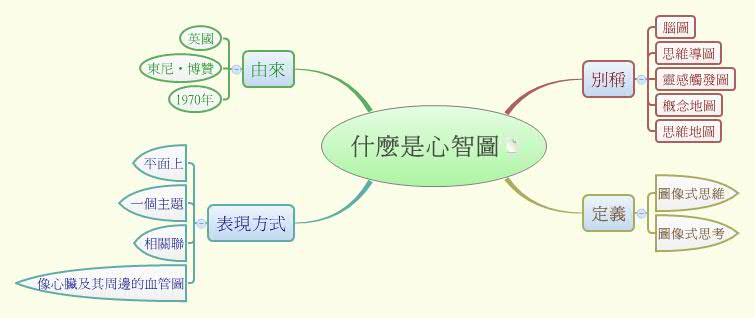 什麼是心智圖
由來
英國
東尼·博贊
1970年
表現方式
平面上
一個主題
相關聯
像心臟及其周邊的血管圖
別稱
腦圖
思維導圖
靈感觸發圖
概念地圖
思維地圖
定義
圖像式思維
圖像式思考